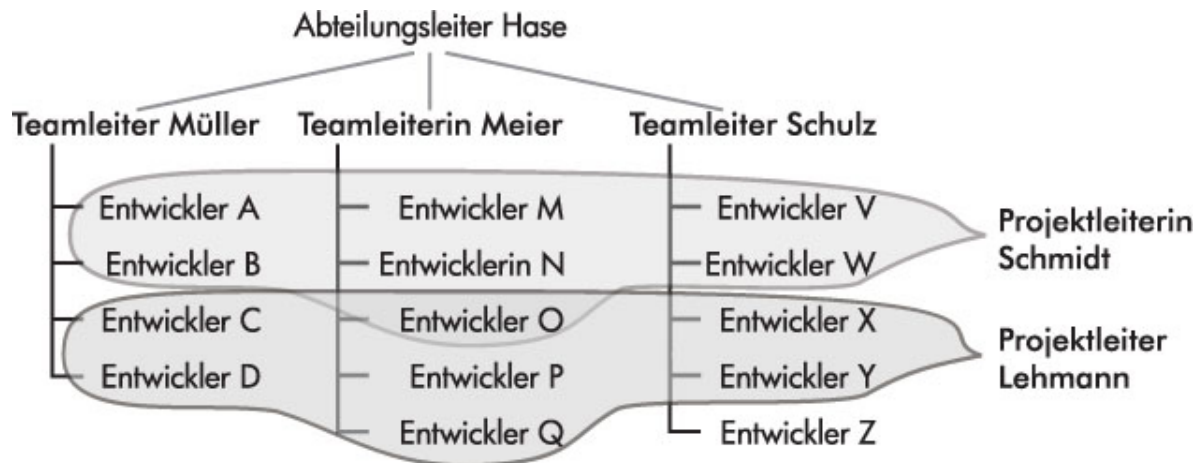 Abteilungsleiter Hase
Teamleiter Müller
Teamleiterin Meier
Teamleiter Schulz
Entwickler A
Entwickler M
Entwickler V
Entwickler B
Entwicklerin N
Entwickler W
Projektleiterin
Schmidt
Entwickler C
Entwickler O
Entwickler X
Entwickler D
Entwickler P
Entwickler Y
Projektleiter
Lehmann
Entwickler Q
Entwickler Z